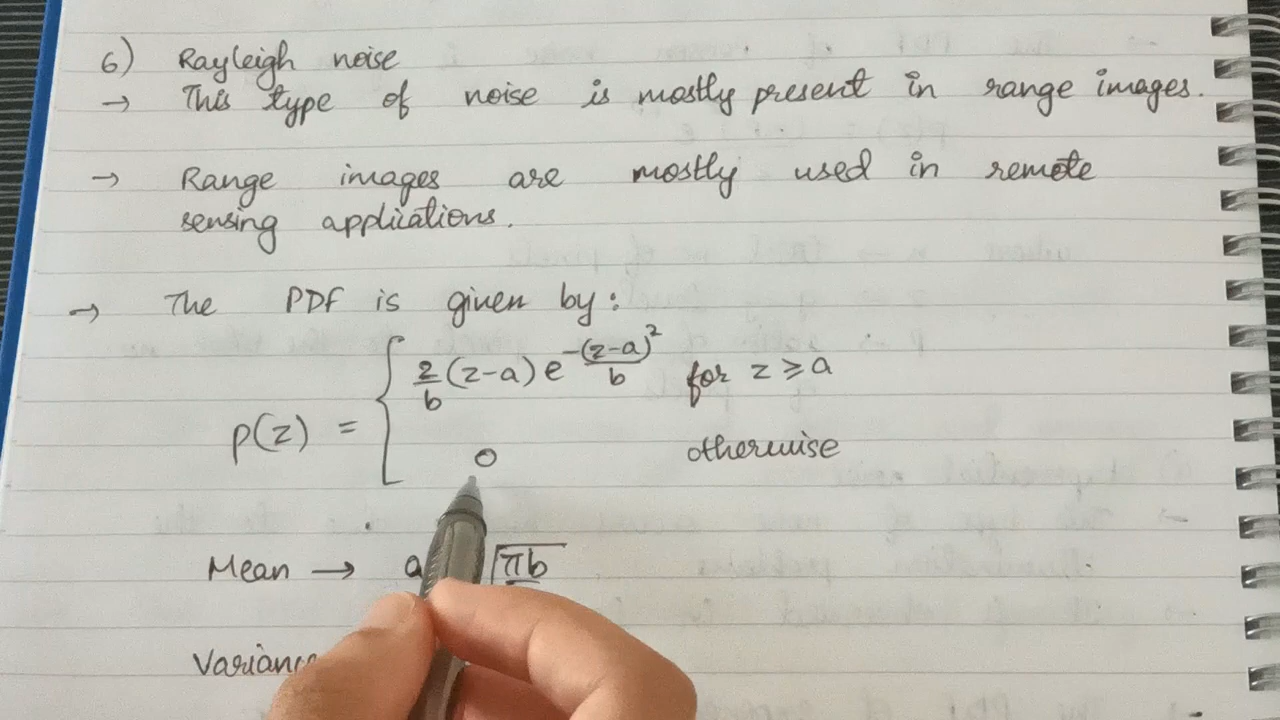 6) Rayleigh noise
→ This type of noise is mostly present in range images.
→ Range images are mostly used in remote
sensing applications.
→ The PDF is given by:
p(z) = { 2/b (z-a) e^{-(z-a)²/b} for z ≥ a
0 otherwise
Mean → a √πb